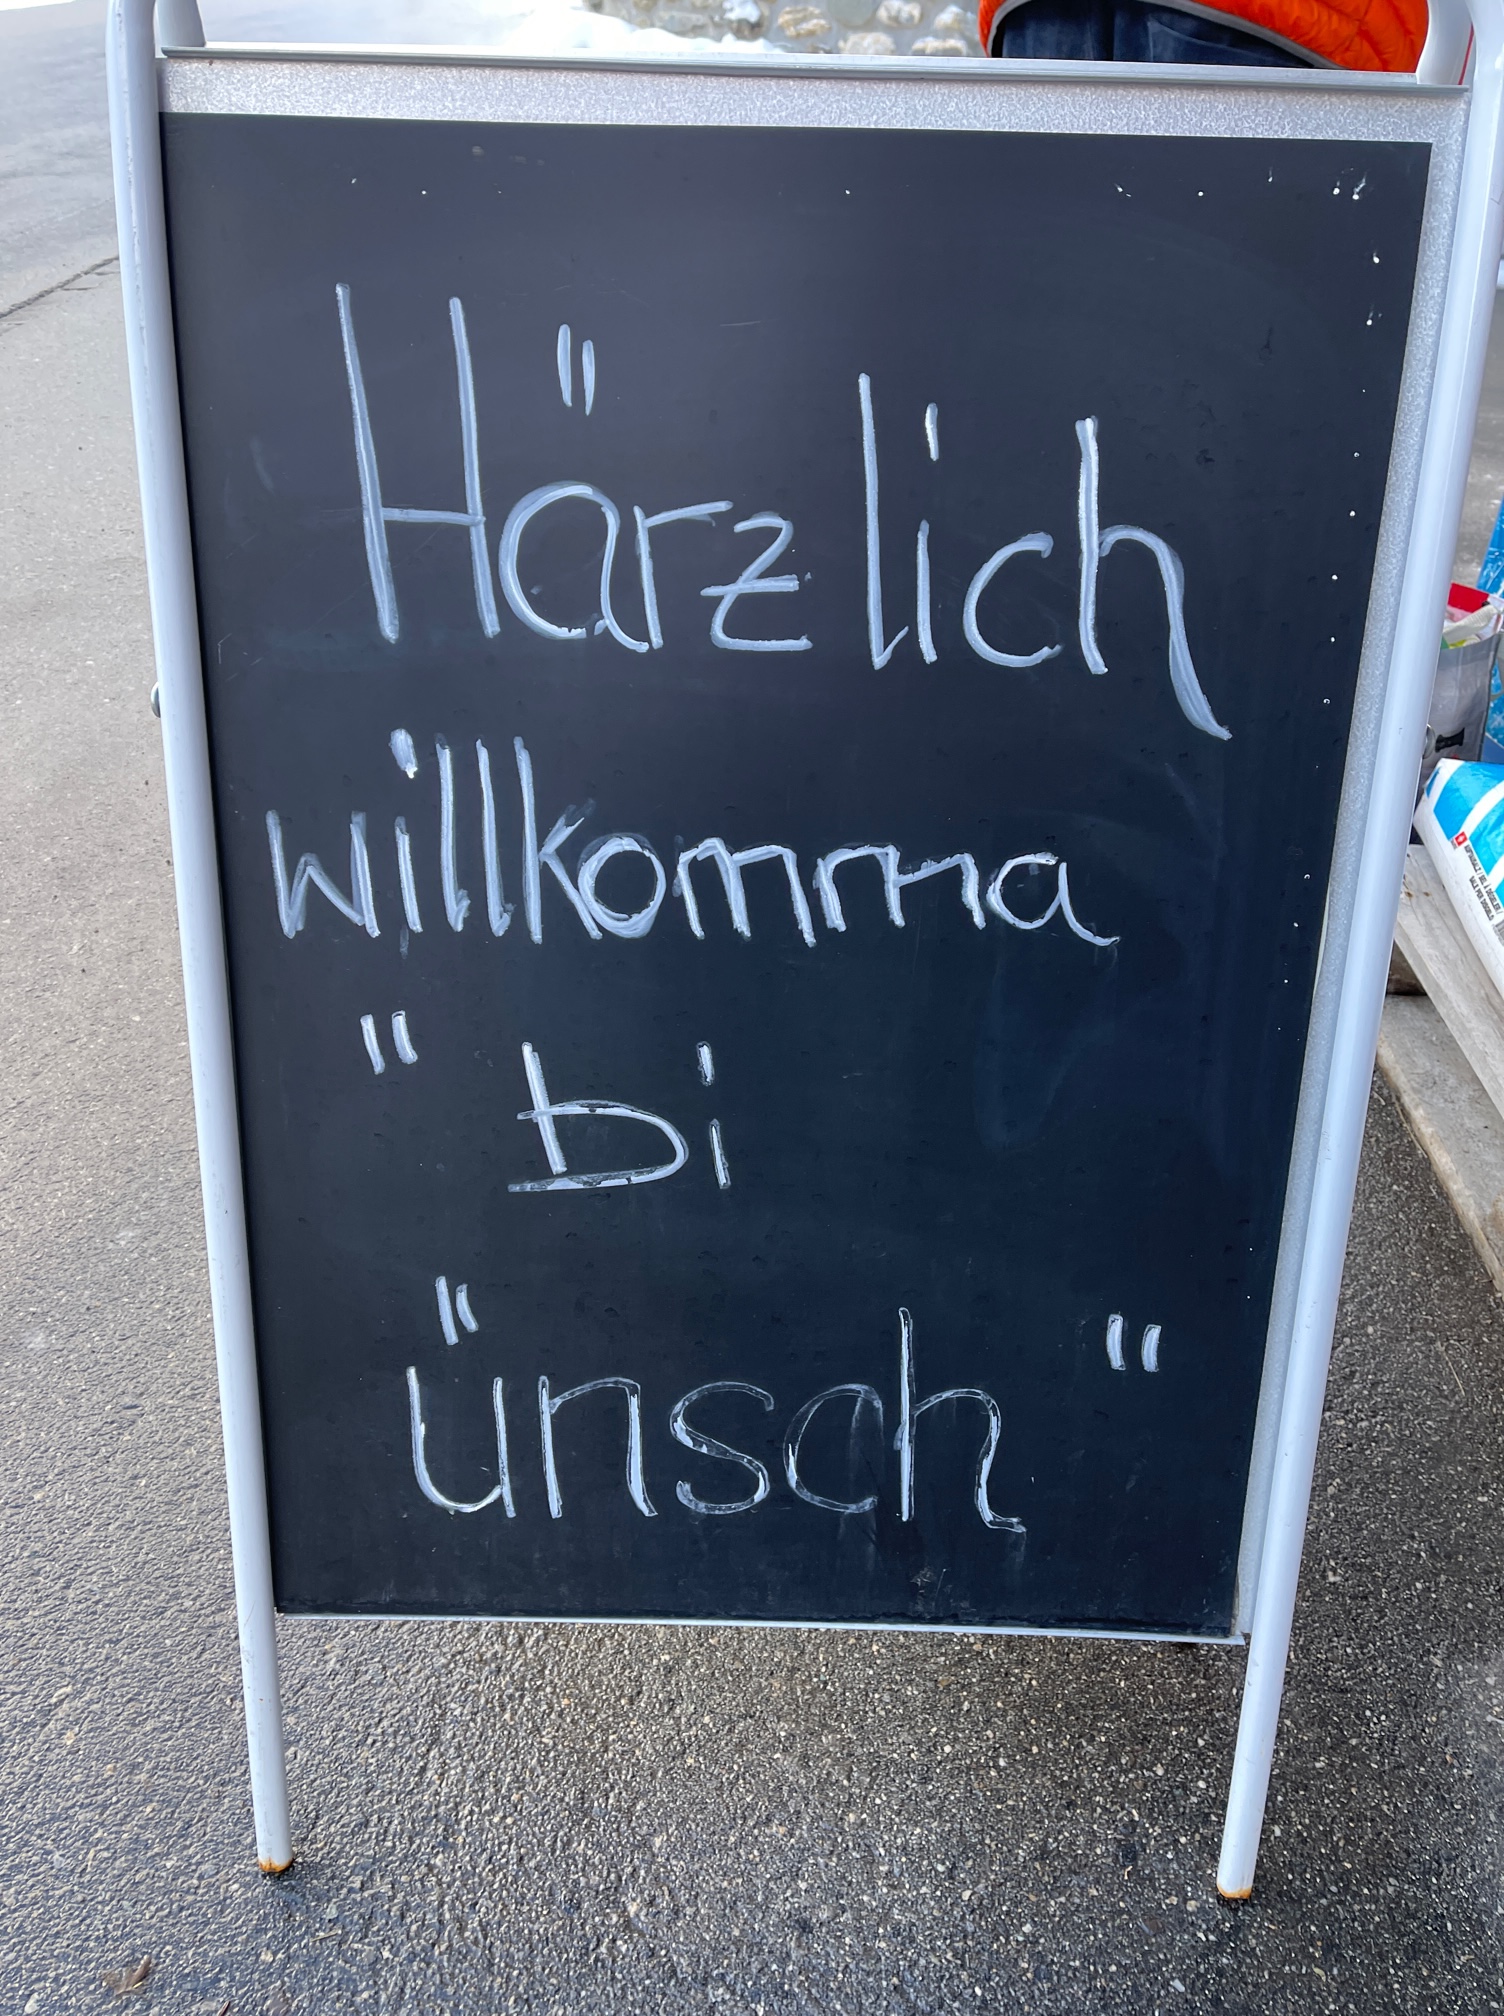 Härzlich
willkomma
" bi
ünsch "